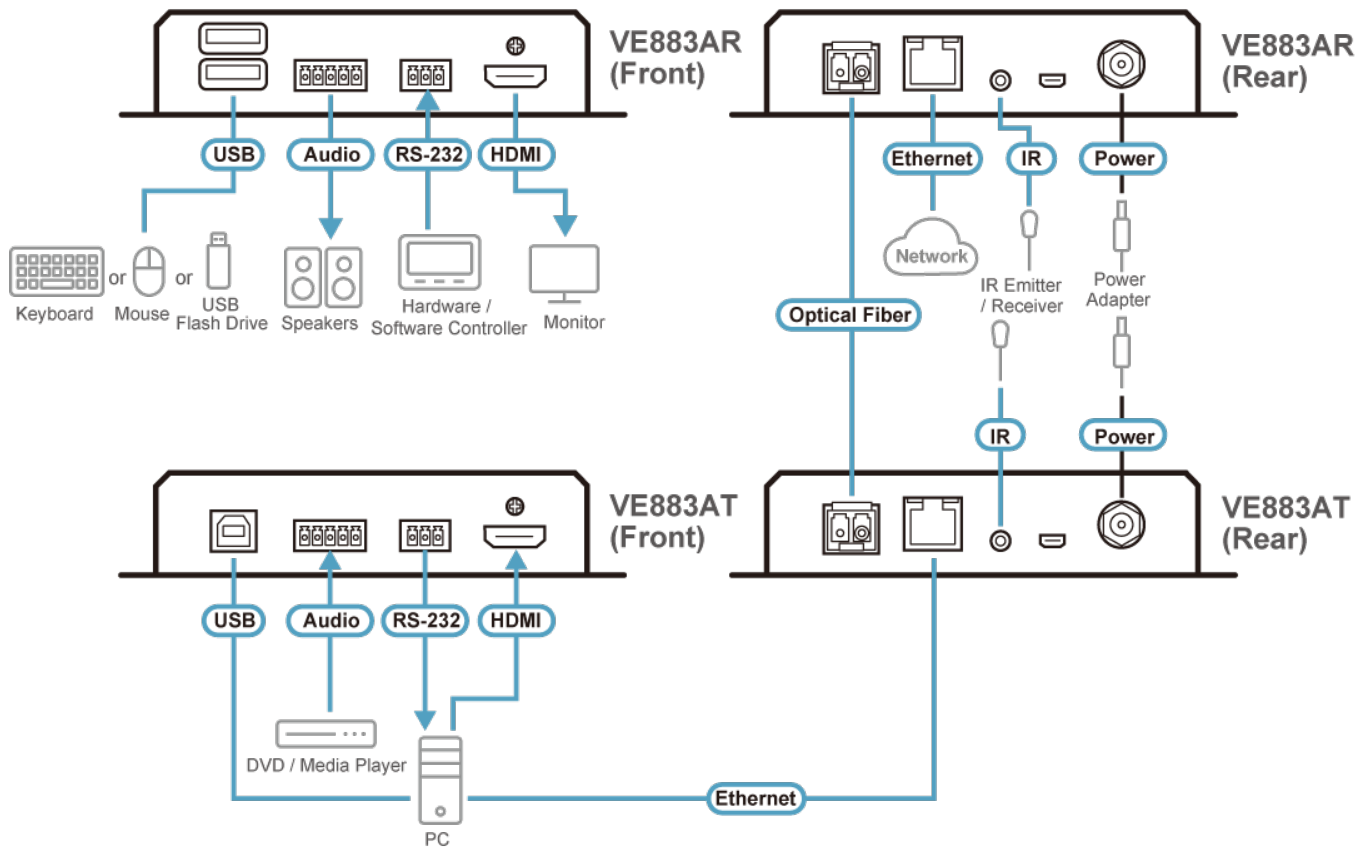 VE883AR
(Front)
USB
Audio
RS-232
HDMI
Keyboard
or
Mouse
or
USB
Flash Drive
Speakers
Hardware /
Software Controller
Monitor
VE883AR
(Rear)
Ethernet
IR
Power
Network
IR Emitter
/ Receiver
Power
Adapter
Optical Fiber
IR
Power
VE883AT
(Front)
USB
Audio
RS-232
HDMI
DVD / Media Player
PC
VE883AT
(Rear)
Ethernet